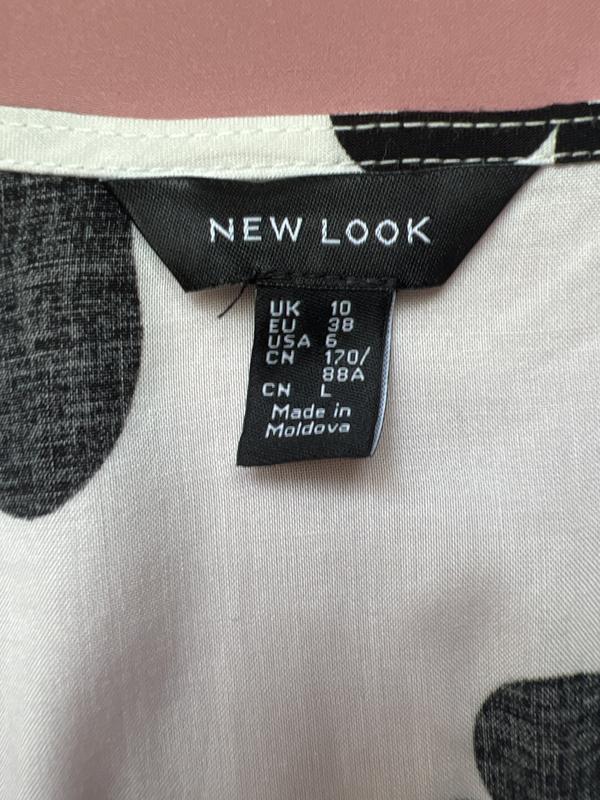 NEW LOOK
UK 10
EU 38
USA 6
CN 170/
88A
CN L
Made in
Moldova